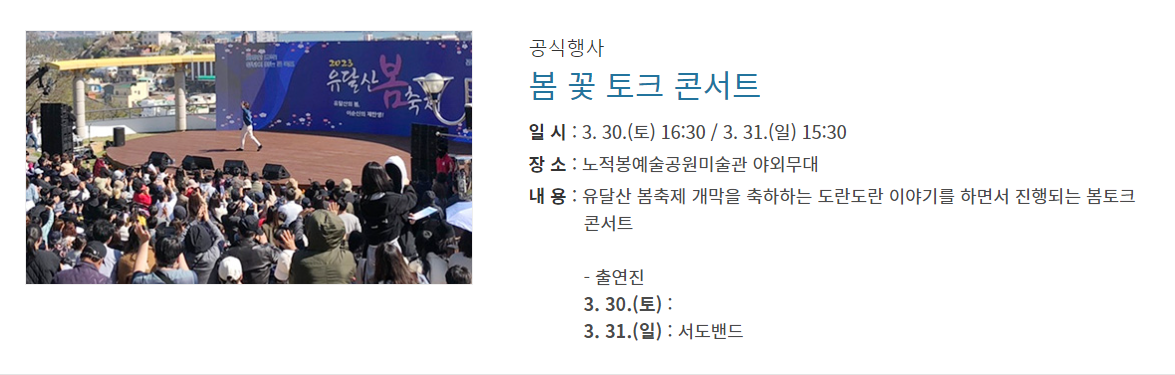 2023
유달산 봄 축제
유달산의 봄,
이순신의 재탄생!
공식행사
봄 꽃 토크 콘서트
일 시 : 3. 30.(토) 16:30 / 3. 31.(일) 15:30
장 소 : 노적봉예술공원미술관 야외무대
내 용 : 유달산 봄축제 개막을 축하하는 도란도란 이야기를 하면서 진행되는 봄토크
콘서트
- 출연진
3. 30.(토) :
3. 31.(일) : 서도밴드